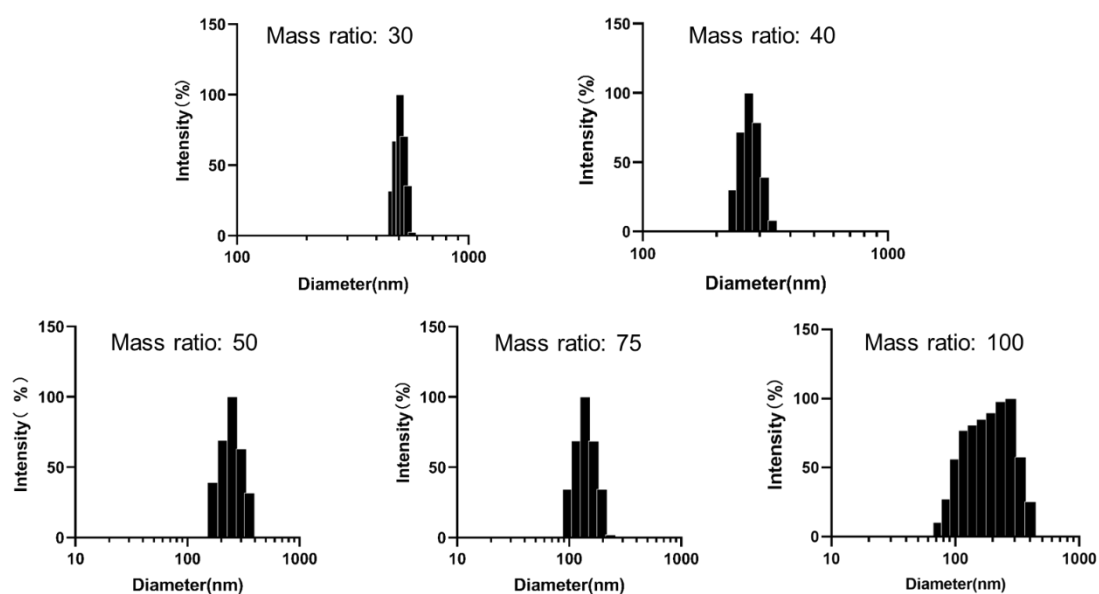 Mass ratio: 30
150
100
50
0
Intensity (%)
100
1000
Diameter(nm)
Mass ratio: 40
150
100
50
0
Intensity (%)
100
1000
Diameter(nm)
Mass ratio: 50
150
100
50
0
Intensity ( %)
10
100
1000
Diameter(nm)
Mass ratio: 75
150
100
50
0
Intensity (%)
10
100
1000
Diameter(nm)
Mass ratio: 100
150
100
50
0
Intensity (%)
10
100
1000
Diameter(nm)